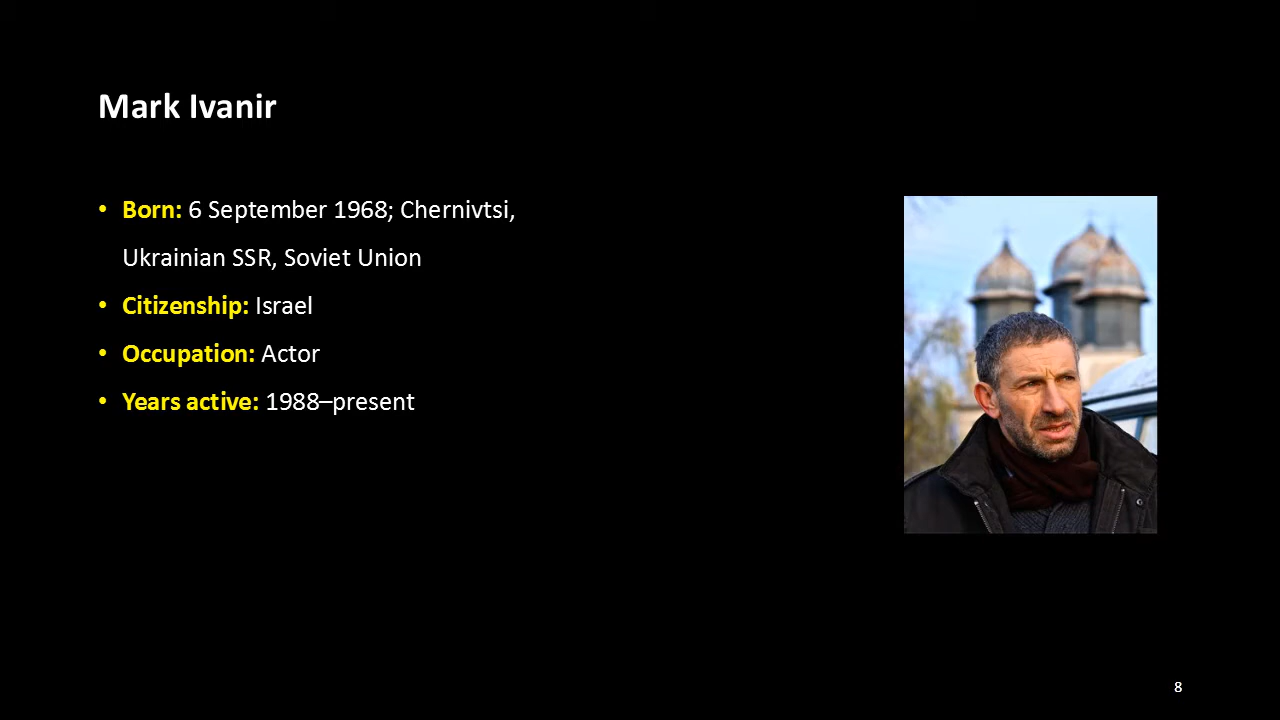 Mark Ivanir
• Born: 6 September 1968; Chernivtsi,
Ukrainian SSR, Soviet Union
• Citizenship: Israel
• Occupation: Actor
• Years active: 1988–present
8